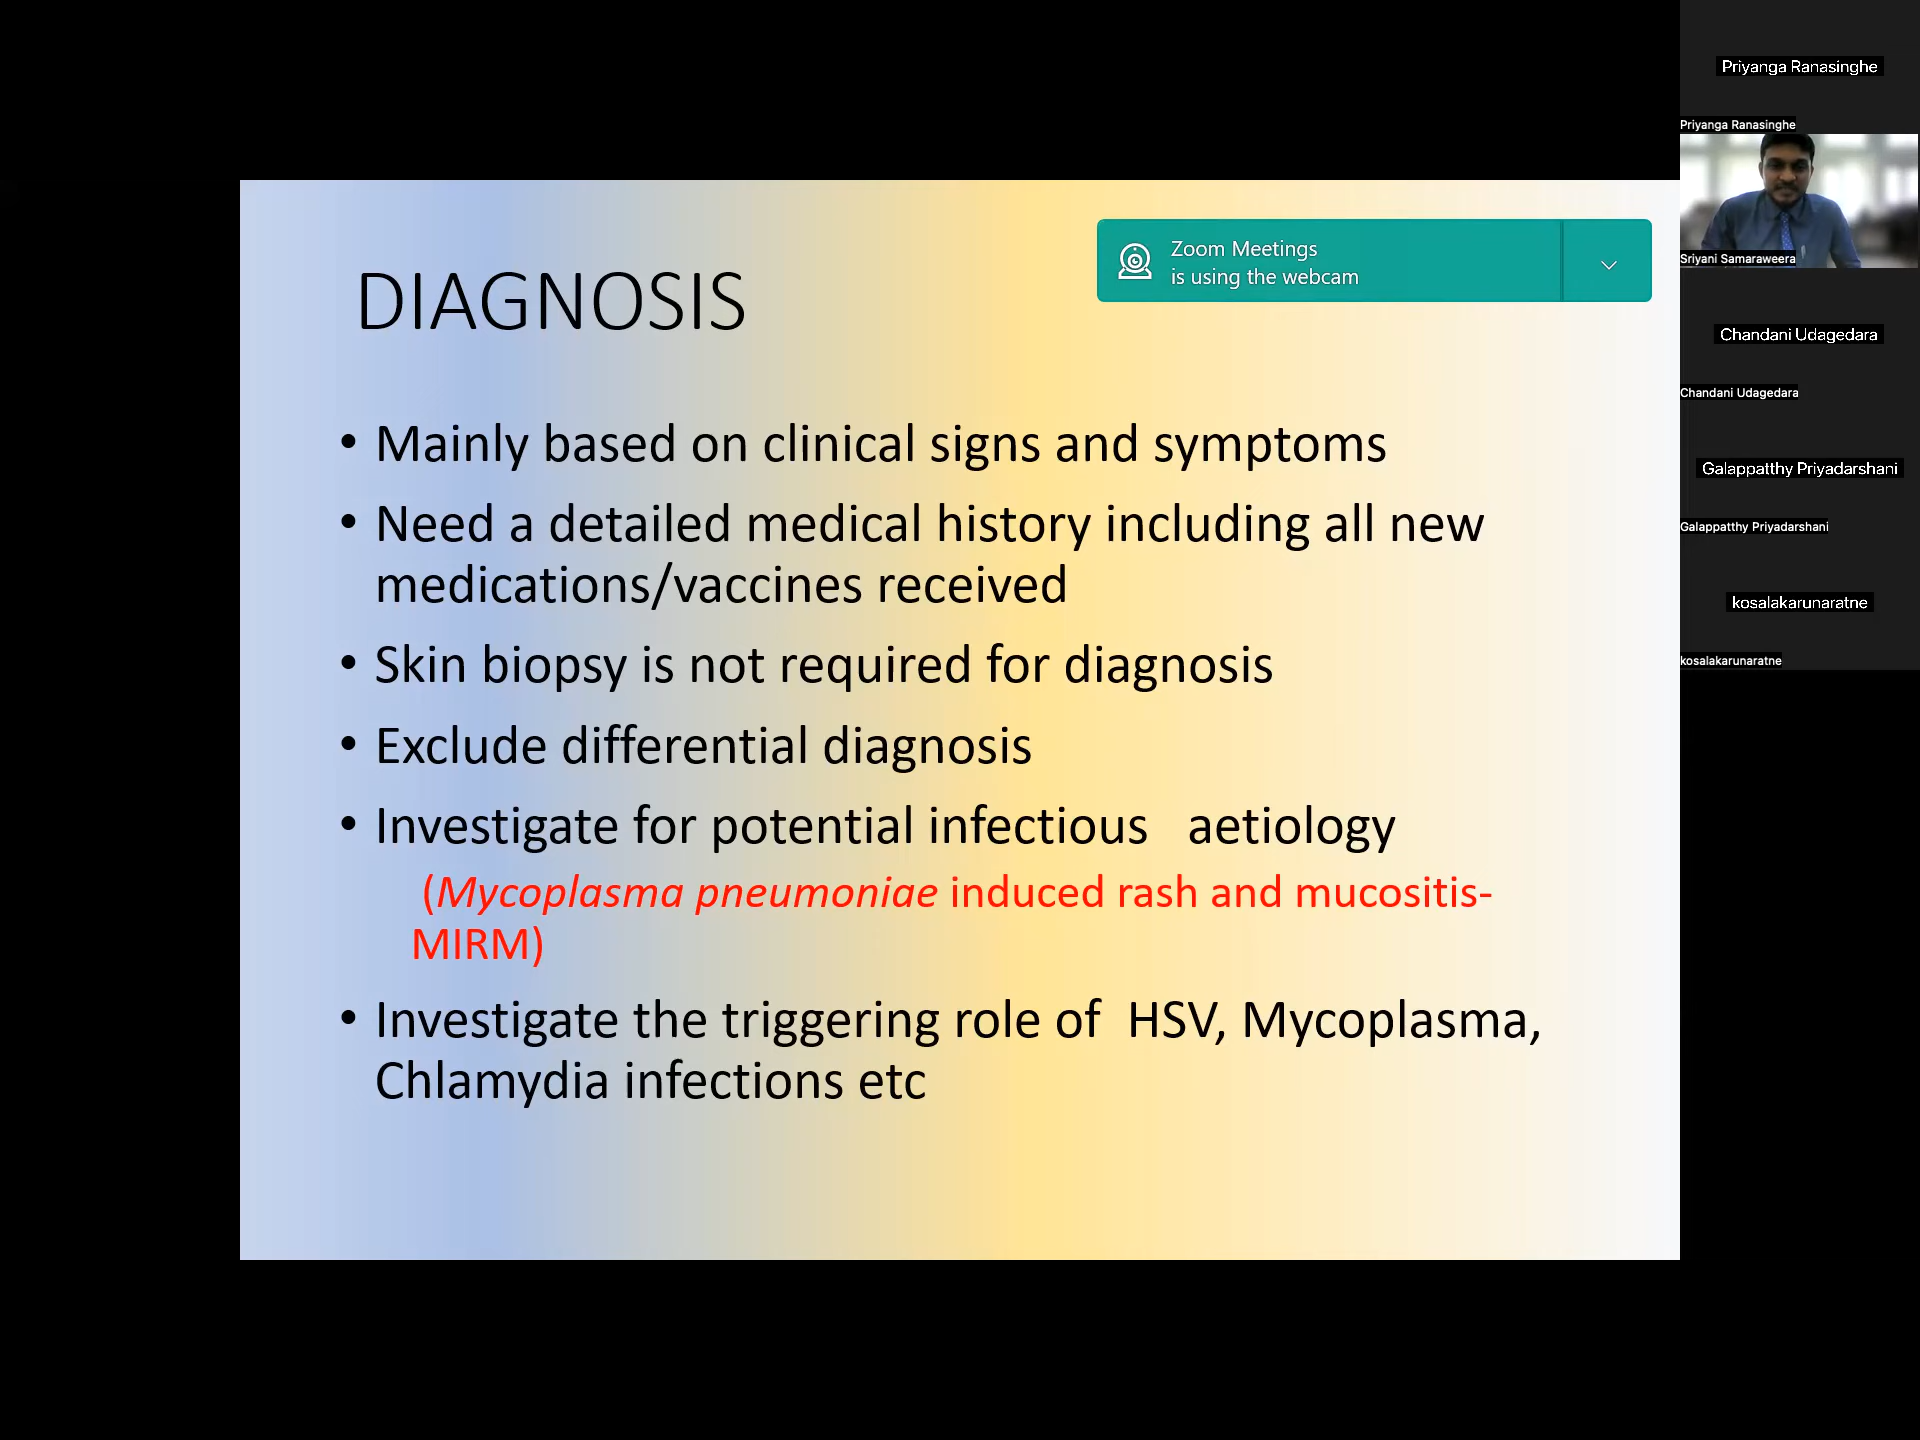 DIAGNOSIS
Zoom Meetings
is using the webcam
• Mainly based on clinical signs and symptoms
• Need a detailed medical history including all new
medications/vaccines received
• Skin biopsy is not required for diagnosis
• Exclude differential diagnosis
• Investigate for potential infectious aetiology
(Mycoplasma pneumoniae induced rash and mucositis-
MIRM)
• Investigate the triggering role of HSV, Mycoplasma,
Chlamydia infections etc
Priyanga Ranasinghe
Priyanga Ranasinghe
Sriyani Samaraweera
Chandani Udagedara
Chandani Udagedara
Galappatthy Priyadarshani
Galappatthy Priyadarshani
kosalakarunaratne
kosalakarunaratne